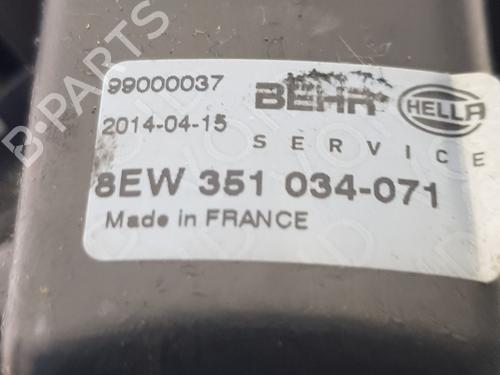 99000037
BEHR HELLA
2014-04-15
SERVICE
8EW 351 034-071
Made in FRANCE
B-PARTS